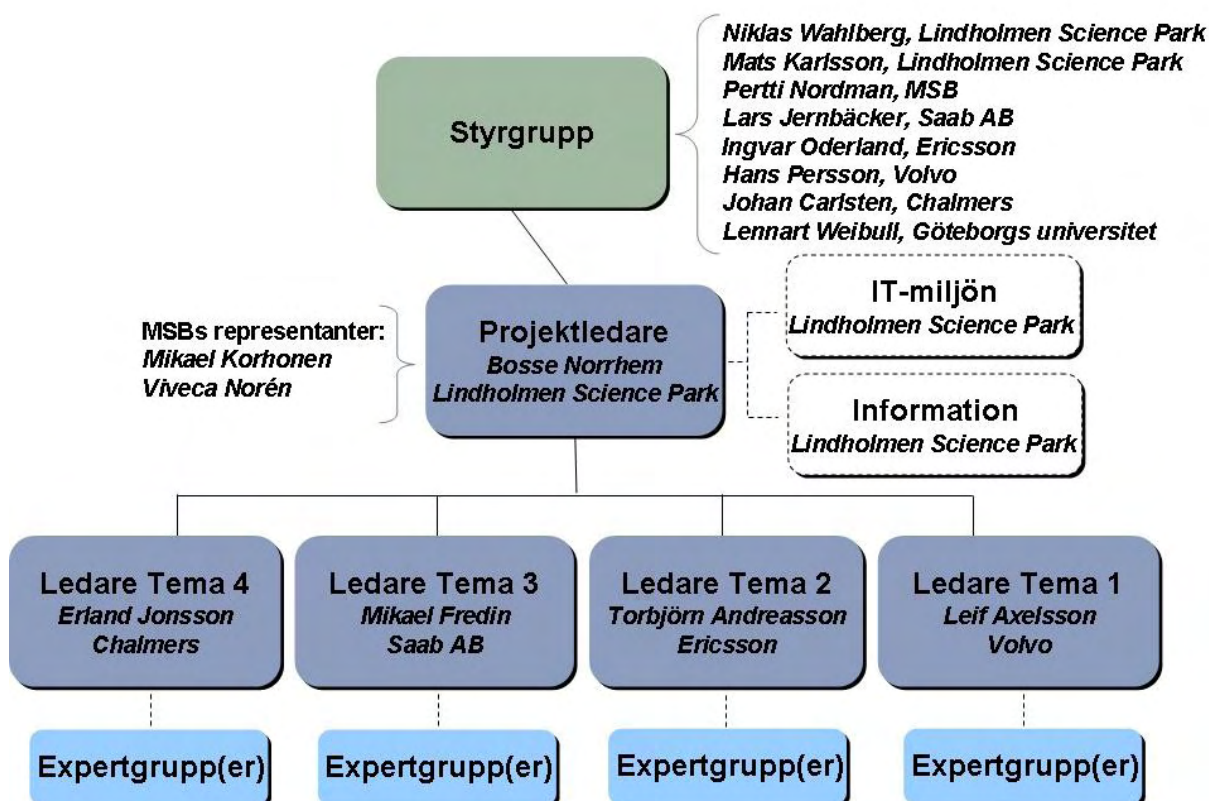 Niklas Wahlberg, Lindholmen Science Park
Mats Karlsson, Lindholmen Science Park
Pertti Nordman, MSB
Lars Jernbäcker, Saab AB
Ingvar Oderland, Ericsson
Hans Persson, Volvo
Johan Carlsten, Chalmers
Lennart Weibull, Göteborgs universitet
Styrgrupp
MSBs representanter:
Mikael Korhonen
Viveca Norén
Projektledare
Bosse Norrhem
Lindholmen Science Park
IT-miljön
Lindholmen Science Park
Information
Lindholmen Science Park
Ledare Tema 4
Erland Jonsson
Chalmers
Ledare Tema 3
Mikael Fredin
Saab AB
Ledare Tema 2
Torbjörn Andreasson
Ericsson
Ledare Tema 1
Leif Axelsson
Volvo
Expertgrupp(er)
Expertgrupp(er)
Expertgrupp(er)
Expertgrupp(er)